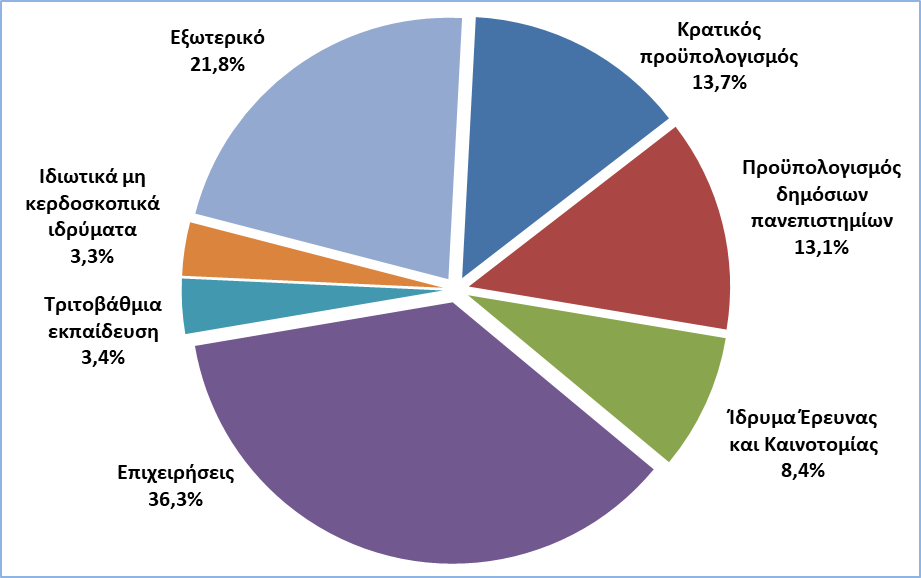 Κρατικός
προϋπολογισμός
13,7%
Προϋπολογισμός
δημόσιων
πανεπιστημίων
13,1%
Ίδρυμα Έρευνας
και Καινοτομίας
8,4%
Επιχειρήσεις
36,3%
Τριτοβάθμια
εκπαίδευση
3,4%
Ιδιωτικά μη
κερδοσκοπικά
ιδρύματα
3,3%
Εξωτερικό
21,8%